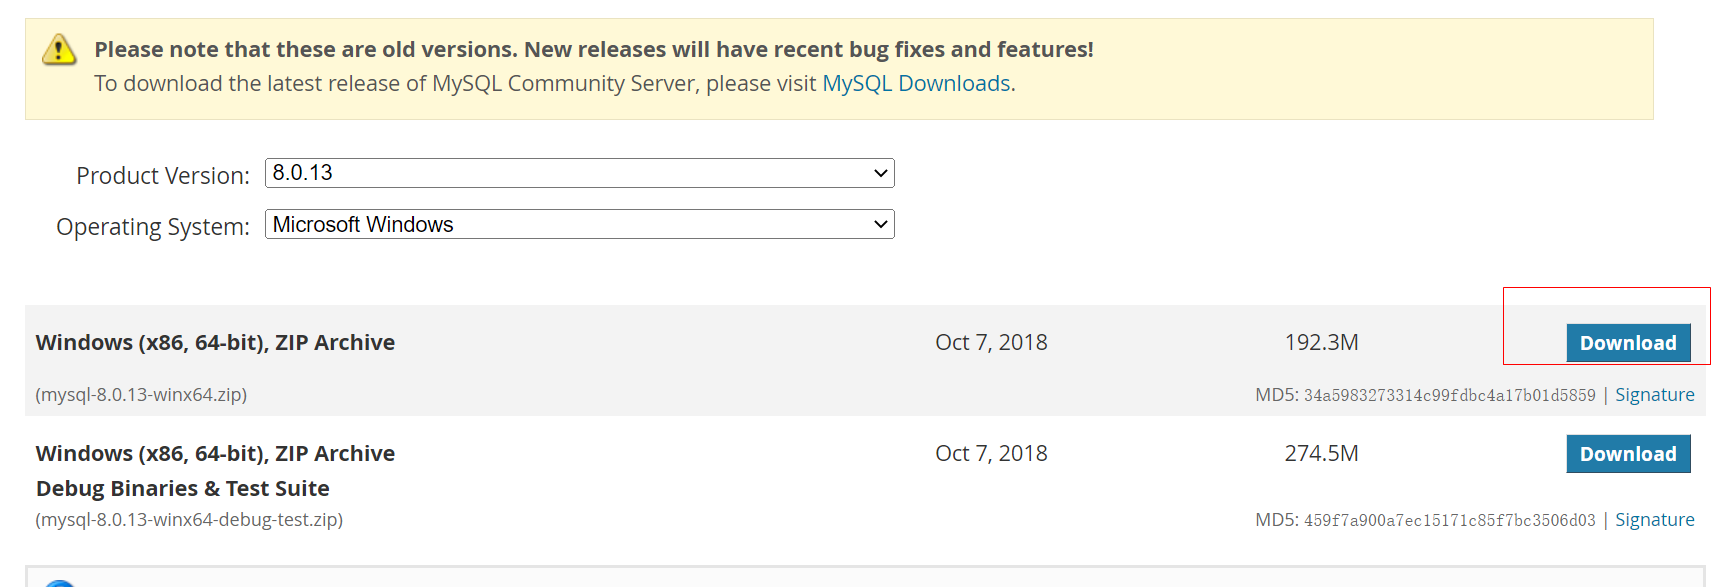 Please note that these are old versions. New releases will have recent bug fixes and features!
To download the latest release of MySQL Community Server, please visit MySQL Downloads.
Product Version: 8.0.13
Operating System: Microsoft Windows
Windows (x86, 64-bit), ZIP Archive Oct 7, 2018 192.3M Download
(mysql-8.0.13-winx64.zip) MD5: 34a5983273314c99fdbc4a17b01d5859 | Signature
Windows (x86, 64-bit), ZIP Archive Oct 7, 2018 274.5M Download
Debug Binaries & Test Suite
(mysql-8.0.13-winx64-debug-test.zip) MD5: 459f7a900a7ec15171c85f7bc3506d03 | Signature